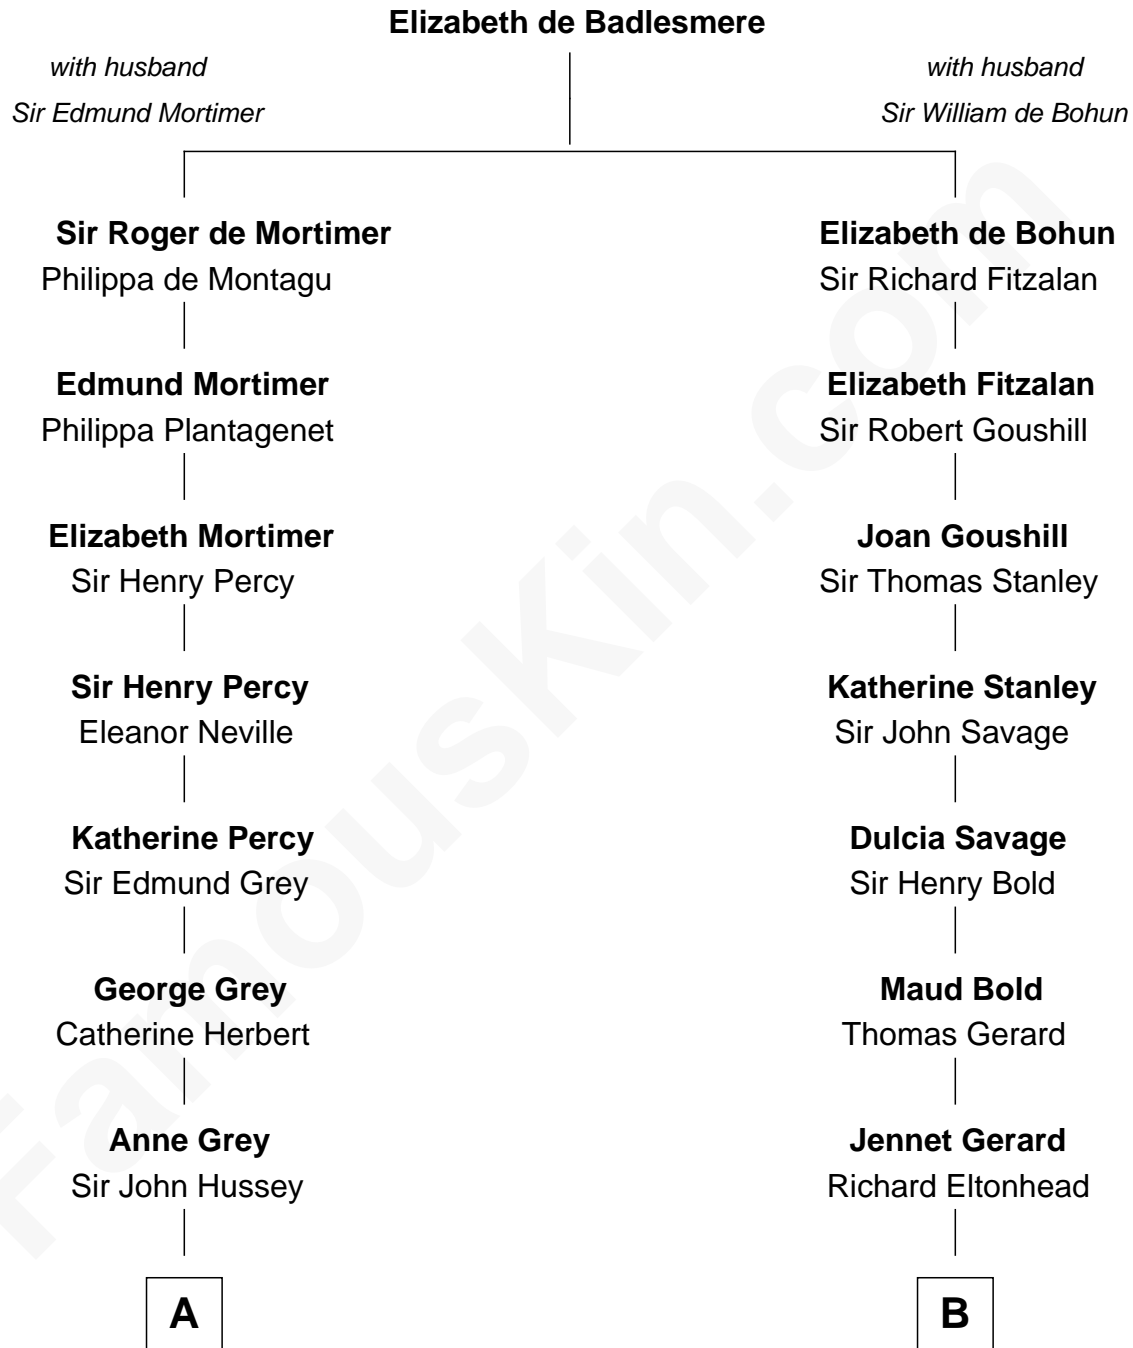 Elizabeth de Badlesmere
with husband
Sir Edmund Mortimer
with husband
Sir William de Bohun
Sir Roger de Mortimer
Philippa de Montagu
Elizabeth de Bohun
Sir Richard Fitzalan
Edmund Mortimer
Philippa Plantagenet
Elizabeth Fitzalan
Sir Robert Goushill
Elizabeth Mortimer
Sir Henry Percy
Joan Goushill
Sir Thomas Stanley
Sir Henry Percy
Eleanor Neville
Katherine Stanley
Sir John Savage
Katherine Percy
Sir Edmund Grey
Dulcia Savage
Sir Henry Bold
George Grey
Catherine Herbert
Maud Bold
Thomas Gerard
Anne Grey
Sir John Hussey
Jennet Gerard
Richard Eltonhead
A
B
FamousKin.com